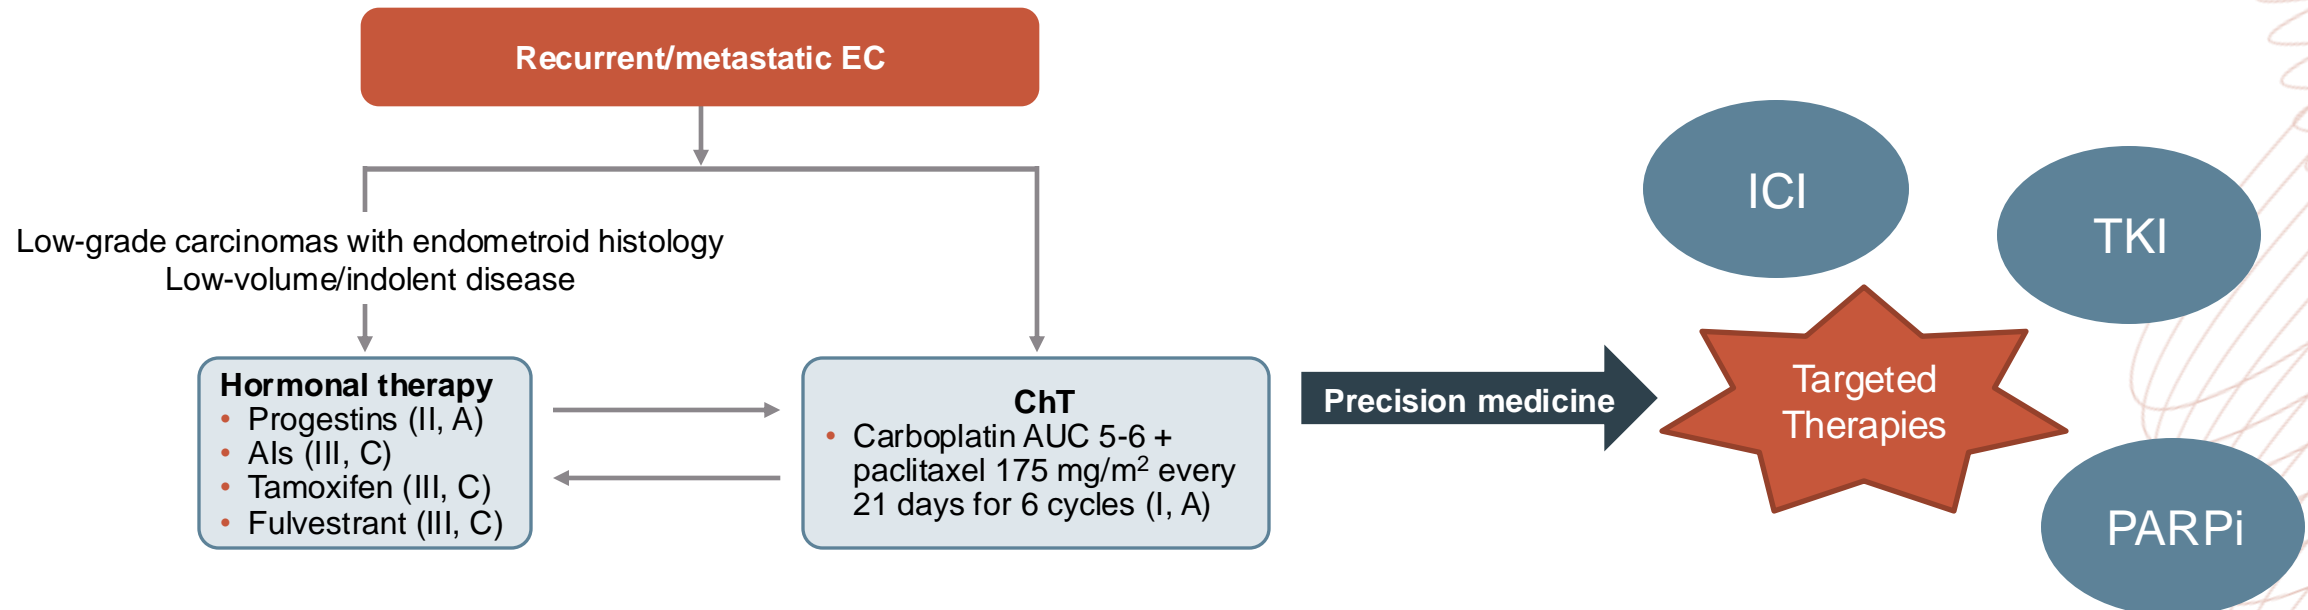 Recurrent/metastatic EC
Low-grade carcinomas with endometroid histology
Low-volume/indolent disease
Hormonal therapy
• Progestins (II, A)
• AIs (III, C)
• Tamoxifen (III, C)
• Fulvestrant (III, C)
ChT
• Carboplatin AUC 5-6 +
paclitaxel 175 mg/m² every
21 days for 6 cycles (I, A)
Precision medicine
ICI
TKI
Targeted
Therapies
PARPi